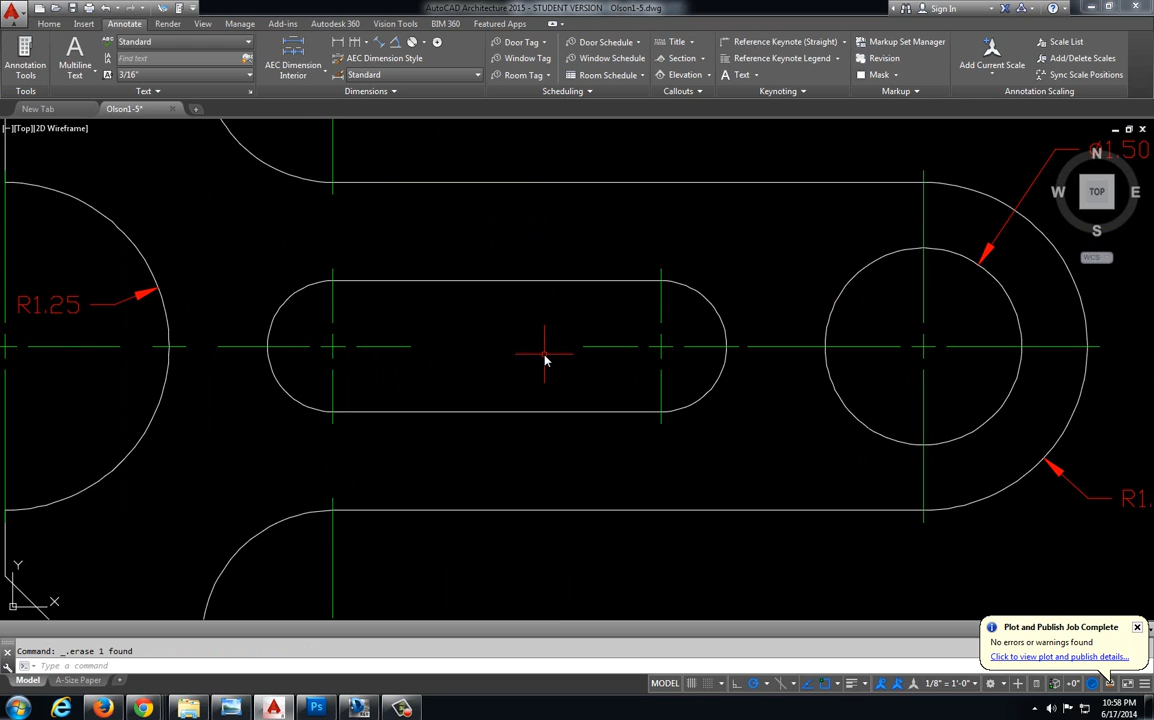 AutoCAD Architecture 2015 - STUDENT VERSION Olson1-5.dwg
Sign In
Home Insert Annotate Render View Manage Add-ins Autodesk 360 Vision Tools BIM 360 Featured Apps
Annotation Tools
Tools
Multiline Text
ABC
Standard
Find text
3/16"
Text
AEC Dimension Interior
AEC Dimension Style
Standard
Dimensions
Door Tag
Window Tag
Room Tag
Door Schedule
Window Schedule
Room Schedule
Scheduling
Title
Section
Elevation
Callouts
Reference Keynote (Straight)
Reference Keynote Legend
Text
Keynoting
Markup Set Manager
Revision
Mask
Markup
Add Current Scale
Scale List
Add/Delete Scales
Sync Scale Positions
Annotation Scaling
New Tab Olson1-5*
[−][Top][2D Wireframe]
ø1.50
N
W TOP E
S
WCS
R1.25
R1.
Y
X
Plot and Publish Job Complete
No errors or warnings found
Click to view plot and publish details...
Command: _.erase 1 found
Type a command
Model A-Size Paper +
MODEL
1/8" = 1'-0"
+0"
10:58 PM
6/17/2014